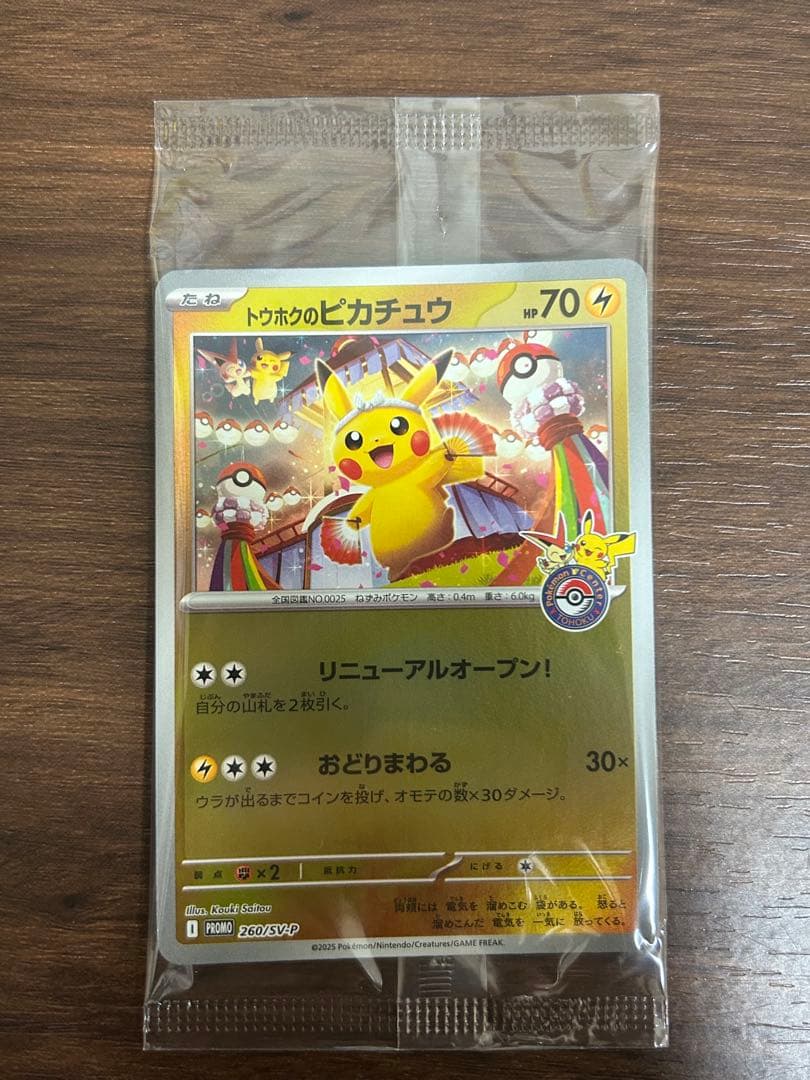 たね
トウホクのピカチュウ
HP70
全国図鑑NO.0025 ねずみポケモン 高さ:0.4m 重さ:6.0kg
Pokémon Center
TOHOKU
リニューアルオープン!
自分の山札を2枚引く。
おどりまわる 30×
ウラが出るまでコインを投げ、オモテの数×30ダメージ。
弱点 ×2 抵抗力 にげる
Illus. Kouki Saitou
両頬には 電気を 溜めこむ 袋がある。 怒ると
溜めこんだ 電気を 一気に 放ってくる。
I PROMO 260/SV-P
©2025 Pokémon/Nintendo/Creatures/GAME FREAK.